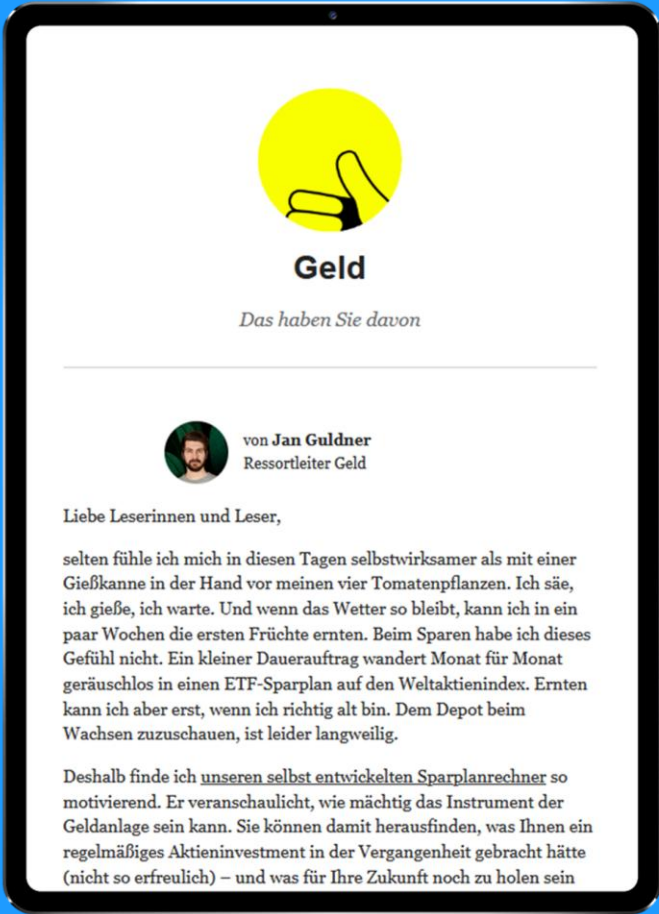 Geld
Das haben Sie davon
von Jan Guldner
Ressortleiter Geld
Liebe Leserinnen und Leser,
selten fühle ich mich in diesen Tagen selbstwirksamer als mit einer
Gießkanne in der Hand vor meinen vier Tomatenpflanzen. Ich säe,
ich gieße, ich warte. Und wenn das Wetter so bleibt, kann ich in ein
paar Wochen die ersten Früchte ernten. Beim Sparen habe ich dieses
Gefühl nicht. Ein kleiner Dauerauftrag wandert Monat für Monat
geräuschlos in einen ETF-Sparplan auf den Weltaktienindex. Ernten
kann ich aber erst, wenn ich richtig alt bin. Dem Depot beim
Wachsen zuzuschauen, ist leider langweilig.
Deshalb finde ich unseren selbst entwickelten Sparplanrechner so
motivierend. Er veranschaulicht, wie mächtig das Instrument der
Geldanlage sein kann. Sie können damit herausfinden, was Ihnen ein
regelmäßiges Aktieninvestment in der Vergangenheit gebracht hätte
(nicht so erfreulich) – und was für Ihre Zukunft noch zu holen sein